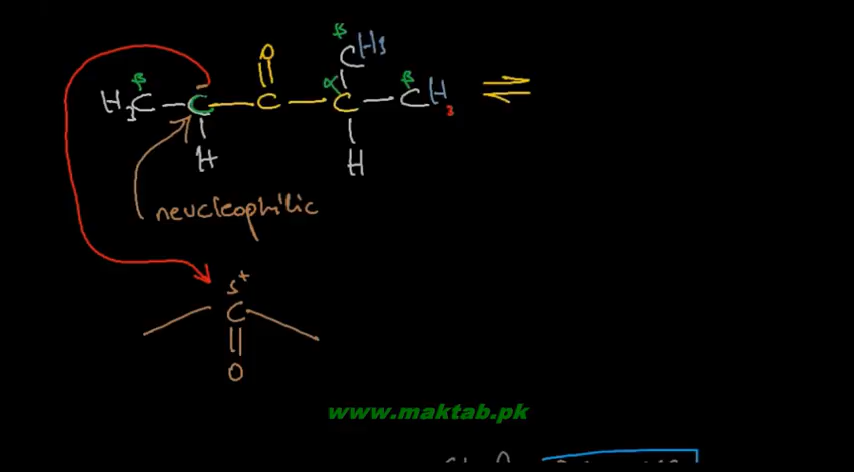 β CH3
O
β α β
H3C – C – C – C – CH3
H H
neucleophilic
δ+
C
O
www.maktab.pk